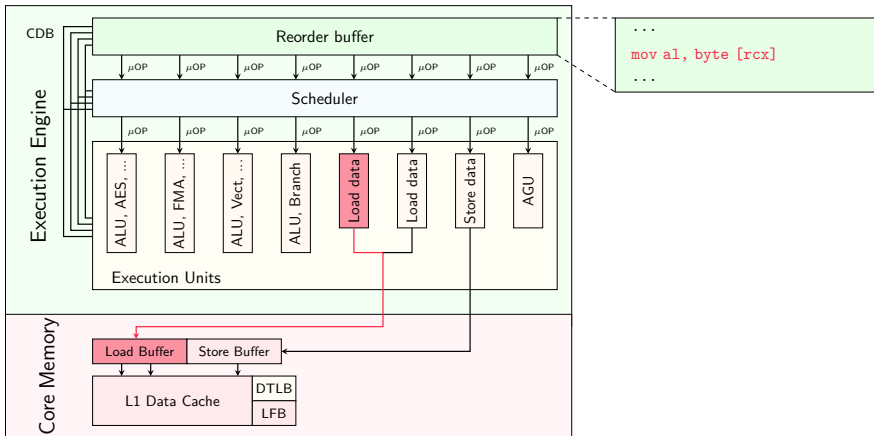 CDB
Reorder buffer
...
mov al, byte [rcx]
...
μOP μOP μOP μOP μOP μOP μOP μOP
Scheduler
μOP μOP μOP μOP μOP μOP μOP μOP
Execution Engine
ALU, AES, ...
ALU, FMA, ...
ALU, Vect, ...
ALU, Branch
Load data
Load data
Store data
AGU
Execution Units
Core Memory
Load Buffer
Store Buffer
L1 Data Cache
DTLB
LFB